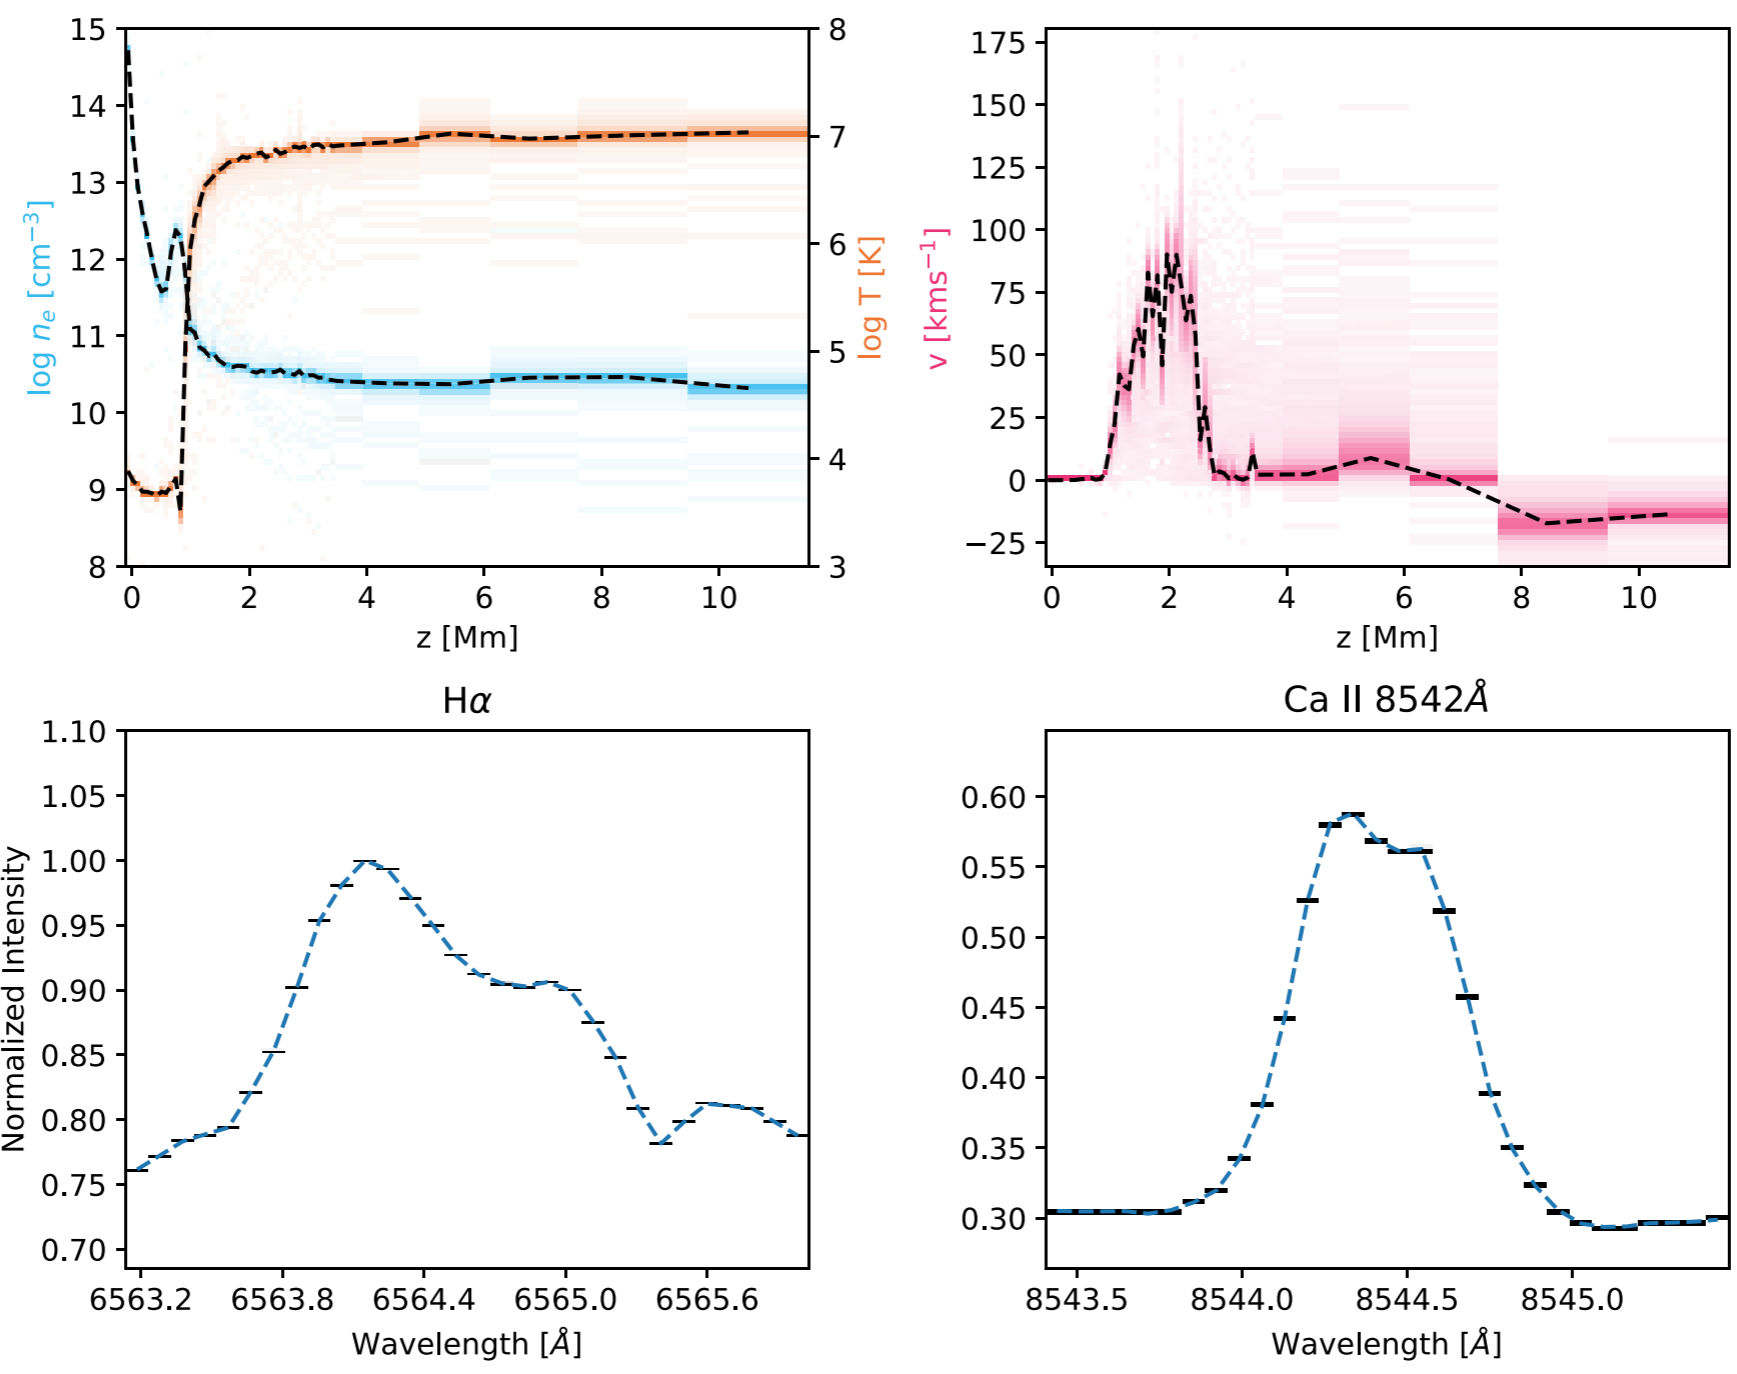 15
14
13
12
11
10
9
8
log nₑ [cm⁻³]
8
7
6
5
4
3
log T [K]
0 2 4 6 8 10
z [Mm]
175
150
125
100
75
50
25
0
−25
v [kms⁻¹]
0 2 4 6 8 10
z [Mm]
Hα
1.10
1.05
1.00
0.95
0.90
0.85
0.80
0.75
0.70
Normalized Intensity
6563.2 6563.8 6564.4 6565.0 6565.6
Wavelength [Å]
Ca II 8542Å
0.60
0.55
0.50
0.45
0.40
0.35
0.30
8543.5 8544.0 8544.5 8545.0
Wavelength [Å]